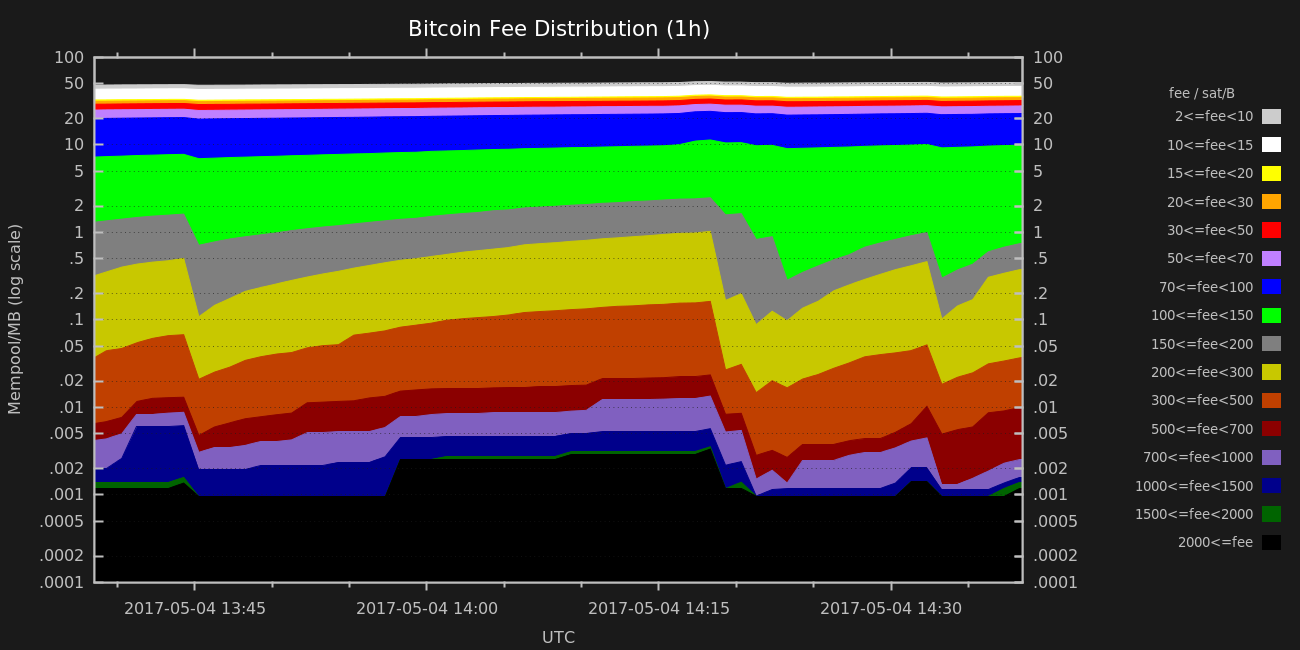 Bitcoin Fee Distribution (1h)
Mempool/MB (log scale)
100
50
20
10
5
2
1
.5
.2
.1
.05
.02
.01
.005
.002
.001
.0005
.0002
.0001
100
50
20
10
5
2
1
.5
.2
.1
.05
.02
.01
.005
.002
.001
.0005
.0002
.0001
2017-05-04 13:45
2017-05-04 14:00
2017-05-04 14:15
2017-05-04 14:30
UTC
fee / sat/B
2<=fee<10
10<=fee<15
15<=fee<20
20<=fee<30
30<=fee<50
50<=fee<70
70<=fee<100
100<=fee<150
150<=fee<200
200<=fee<300
300<=fee<500
500<=fee<700
700<=fee<1000
1000<=fee<1500
1500<=fee<2000
2000<=fee